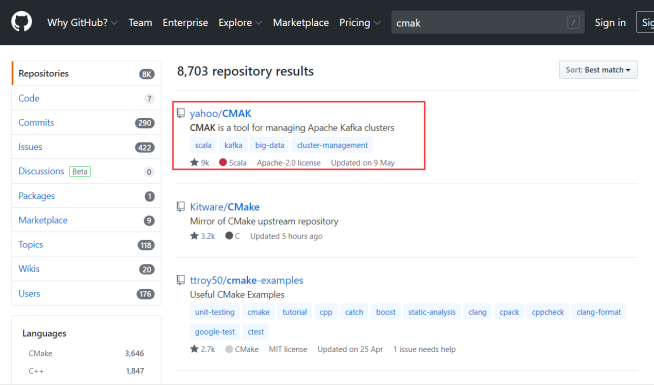 Why GitHub? Team Enterprise Explore Marketplace Pricing cmak / Sign in
Repositories 8K
Code ?
Commits 290
Issues 422
Discussions Beta 0
Packages 1
Marketplace 9
Topics 118
Wikis 20
Users 176
Languages
CMake 3,646
C++ 1,847
8,703 repository results Sort: Best match
yahoo/CMAK
CMAK is a tool for managing Apache Kafka clusters
scala kafka big-data cluster-management
9k Scala Apache-2.0 license Updated on 9 May
Kitware/CMake
Mirror of CMake upstream repository
3.2k C Updated 5 hours ago
ttroy50/cmake-examples
Useful CMake Examples
unit-testing cmake tutorial cpp catch boost static-analysis clang cpack cppcheck clang-format
google-test ctest
2.7k CMake MIT license Updated on 25 Apr 1 issue needs help